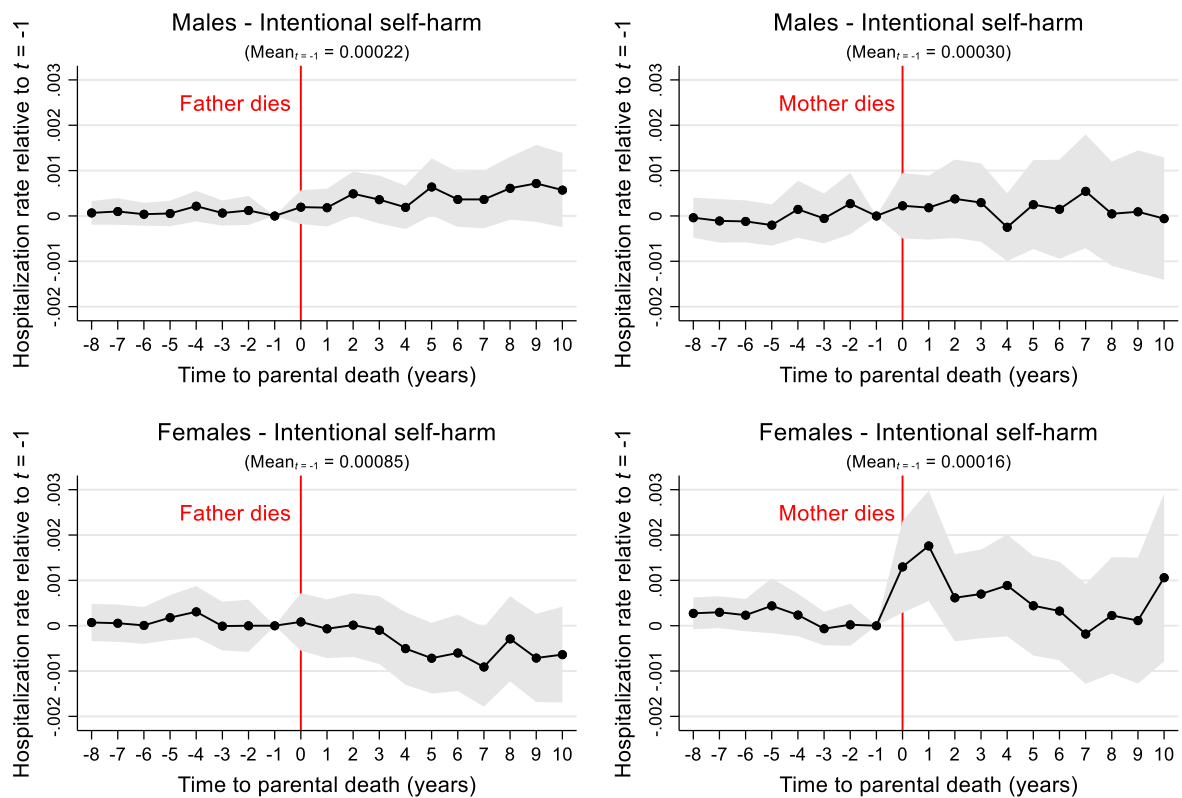 Males - Intentional self-harm
(Mean t = -1 = 0.00022)
Hospitalization rate relative to t = -1
.003
.002
.001
0
-.001
-.002
Father dies
-8 -7 -6 -5 -4 -3 -2 -1 0 1 2 3 4 5 6 7 8 9 10
Time to parental death (years)
Males - Intentional self-harm
(Mean t = -1 = 0.00030)
Hospitalization rate relative to t = -1
.003
.002
.001
0
-.001
-.002
Mother dies
-8 -7 -6 -5 -4 -3 -2 -1 0 1 2 3 4 5 6 7 8 9 10
Time to parental death (years)
Females - Intentional self-harm
(Mean t = -1 = 0.00085)
Hospitalization rate relative to t = -1
.003
.002
.001
0
-.001
-.002
Father dies
-8 -7 -6 -5 -4 -3 -2 -1 0 1 2 3 4 5 6 7 8 9 10
Time to parental death (years)
Females - Intentional self-harm
(Mean t = -1 = 0.00016)
Hospitalization rate relative to t = -1
.003
.002
.001
0
-.001
-.002
Mother dies
-8 -7 -6 -5 -4 -3 -2 -1 0 1 2 3 4 5 6 7 8 9 10
Time to parental death (years)